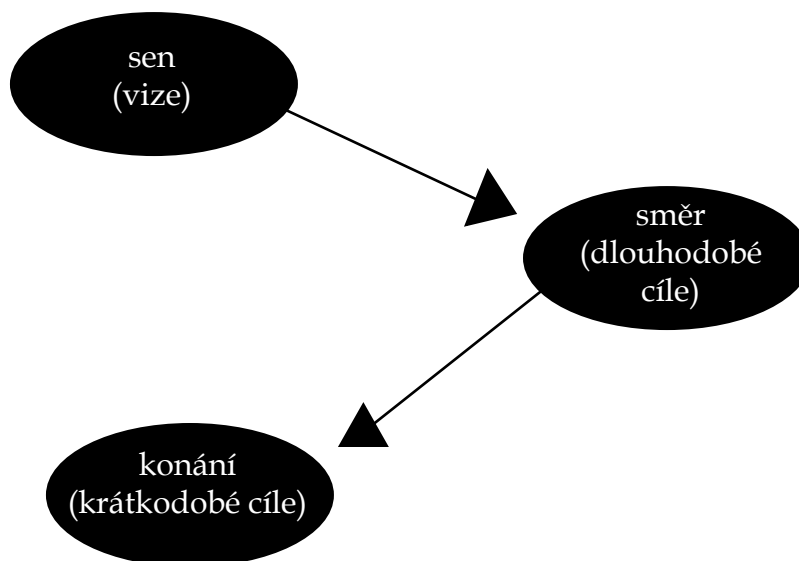 sen
(vize)
směr
(dlouhodobé
cíle)
konání
(krátkodobé cíle)